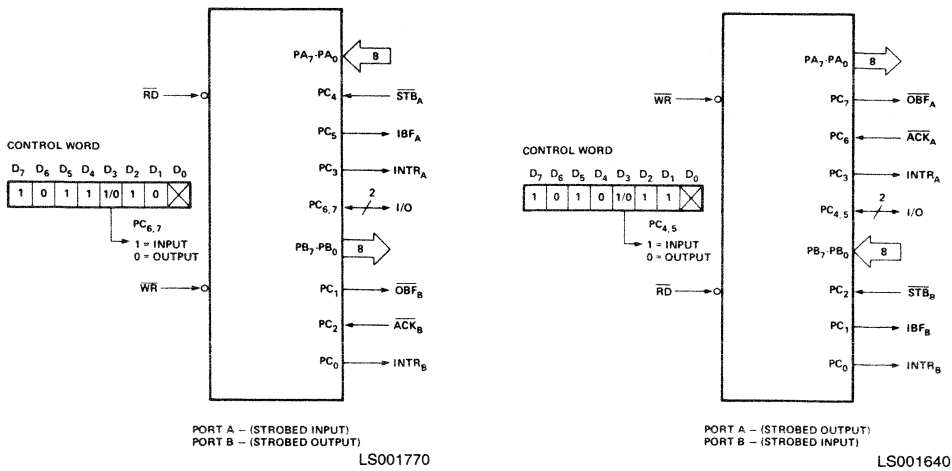 PA7-PA0
8
RD
PC4
STBA
PC5
IBFA
CONTROL WORD
D7 D6 D5 D4 D3 D2 D1 D0
1 0 1 1 1/0 1 0
PC3
INTRA
PC6,7
2
I/O
PC6,7
1 = INPUT
0 = OUTPUT
PB7-PB0
8
WR
PC1
OBFB
PC2
ACKB
PC0
INTRB
PORT A – (STROBED INPUT)
PORT B – (STROBED OUTPUT)
LS001770
PA7-PA0
8
WR
PC7
OBFA
PC6
ACKA
CONTROL WORD
D7 D6 D5 D4 D3 D2 D1 D0
1 0 1 0 1/0 1 1
PC3
INTRA
PC4,5
2
I/O
PC4,5
1 = INPUT
0 = OUTPUT
PB7-PB0
8
RD
PC2
STBB
PC1
IBFB
PC0
INTRB
PORT A – (STROBED OUTPUT)
PORT B – (STROBED INPUT)
LS001640